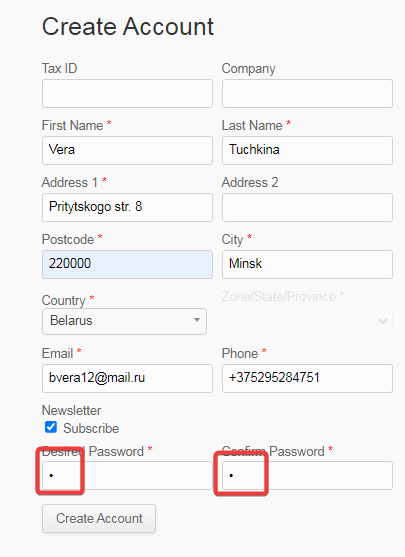 Create Account
Tax ID Company
First Name * Last Name *
Vera Tuchkina
Address 1 * Address 2
Pritytskogo str. 8
Postcode * City *
220000 Minsk
Country * Zone/State/Province *
Belarus
Email * Phone *
bvera12@mail.ru +375295284751
Newsletter
Subscribe
Desired Password * Confirm Password *
• •
Create Account